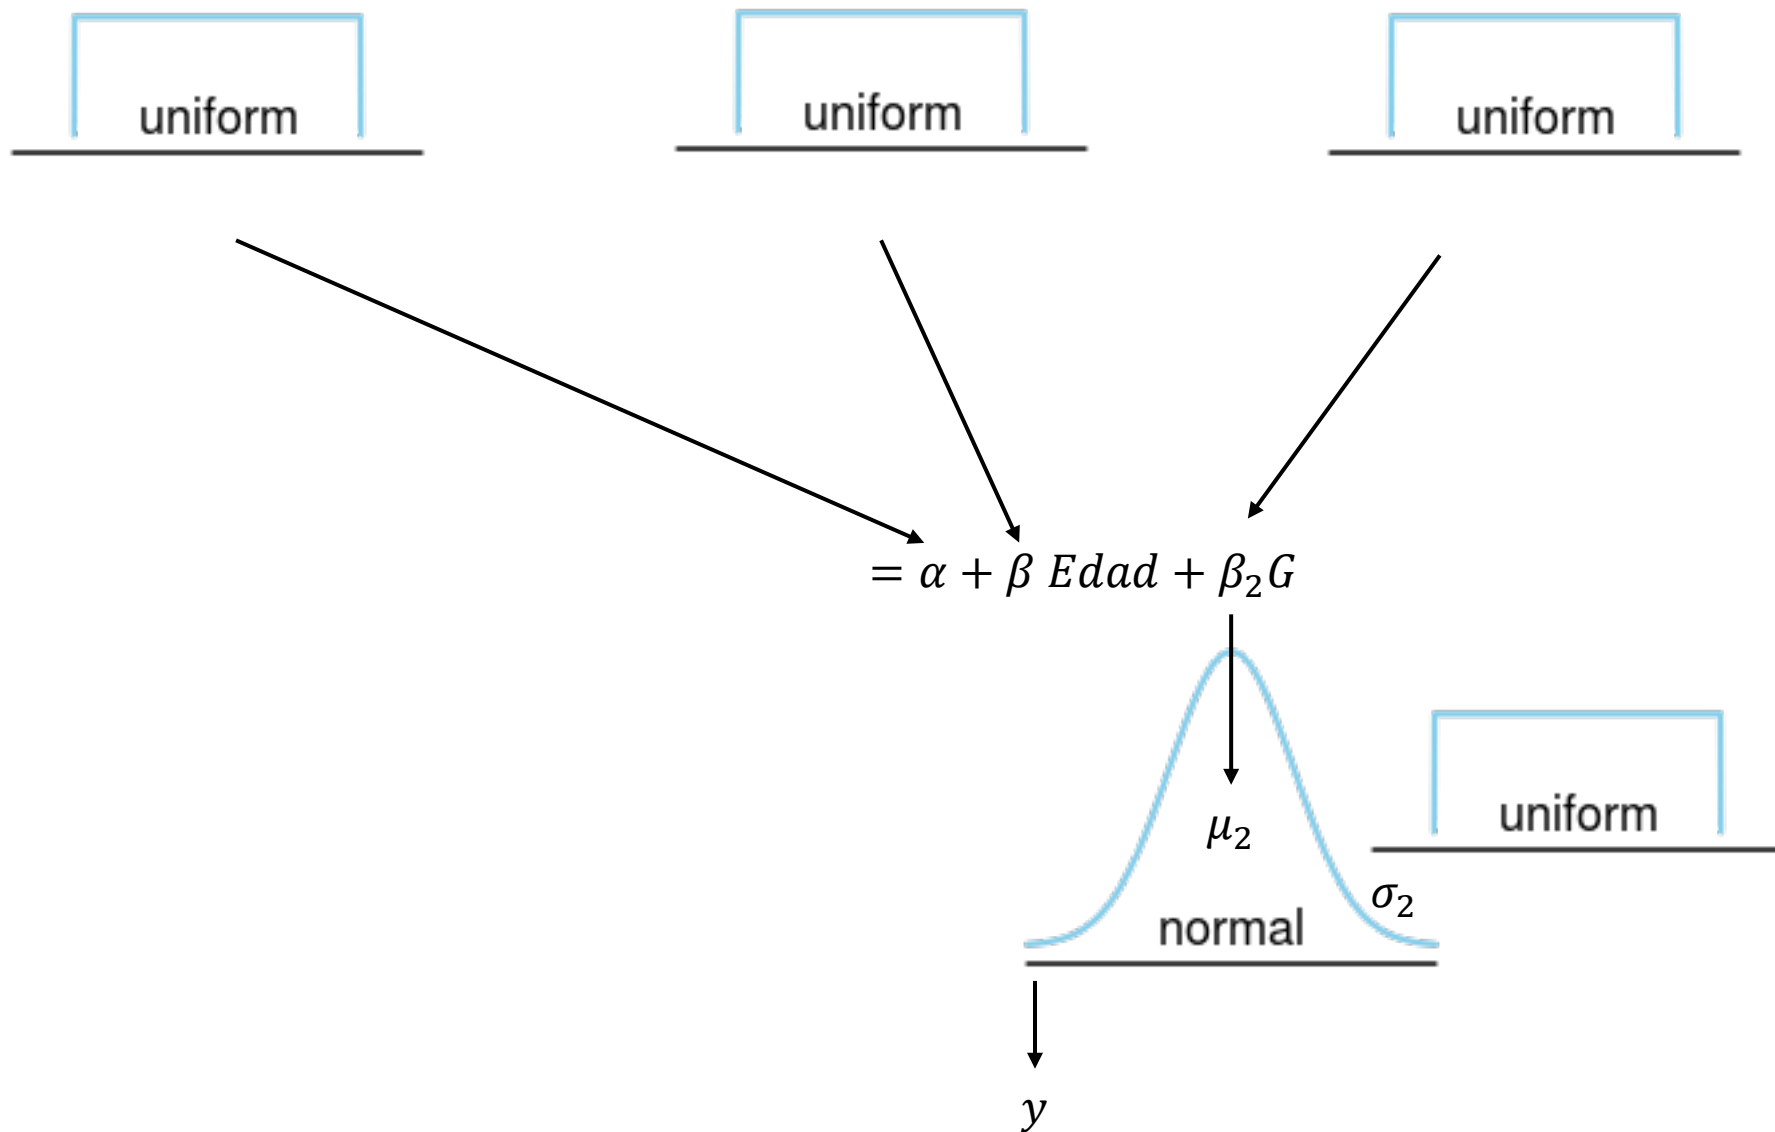 uniform uniform uniform
= α + β Edad + β₂G
uniform
μ₂
σ₂
normal
y